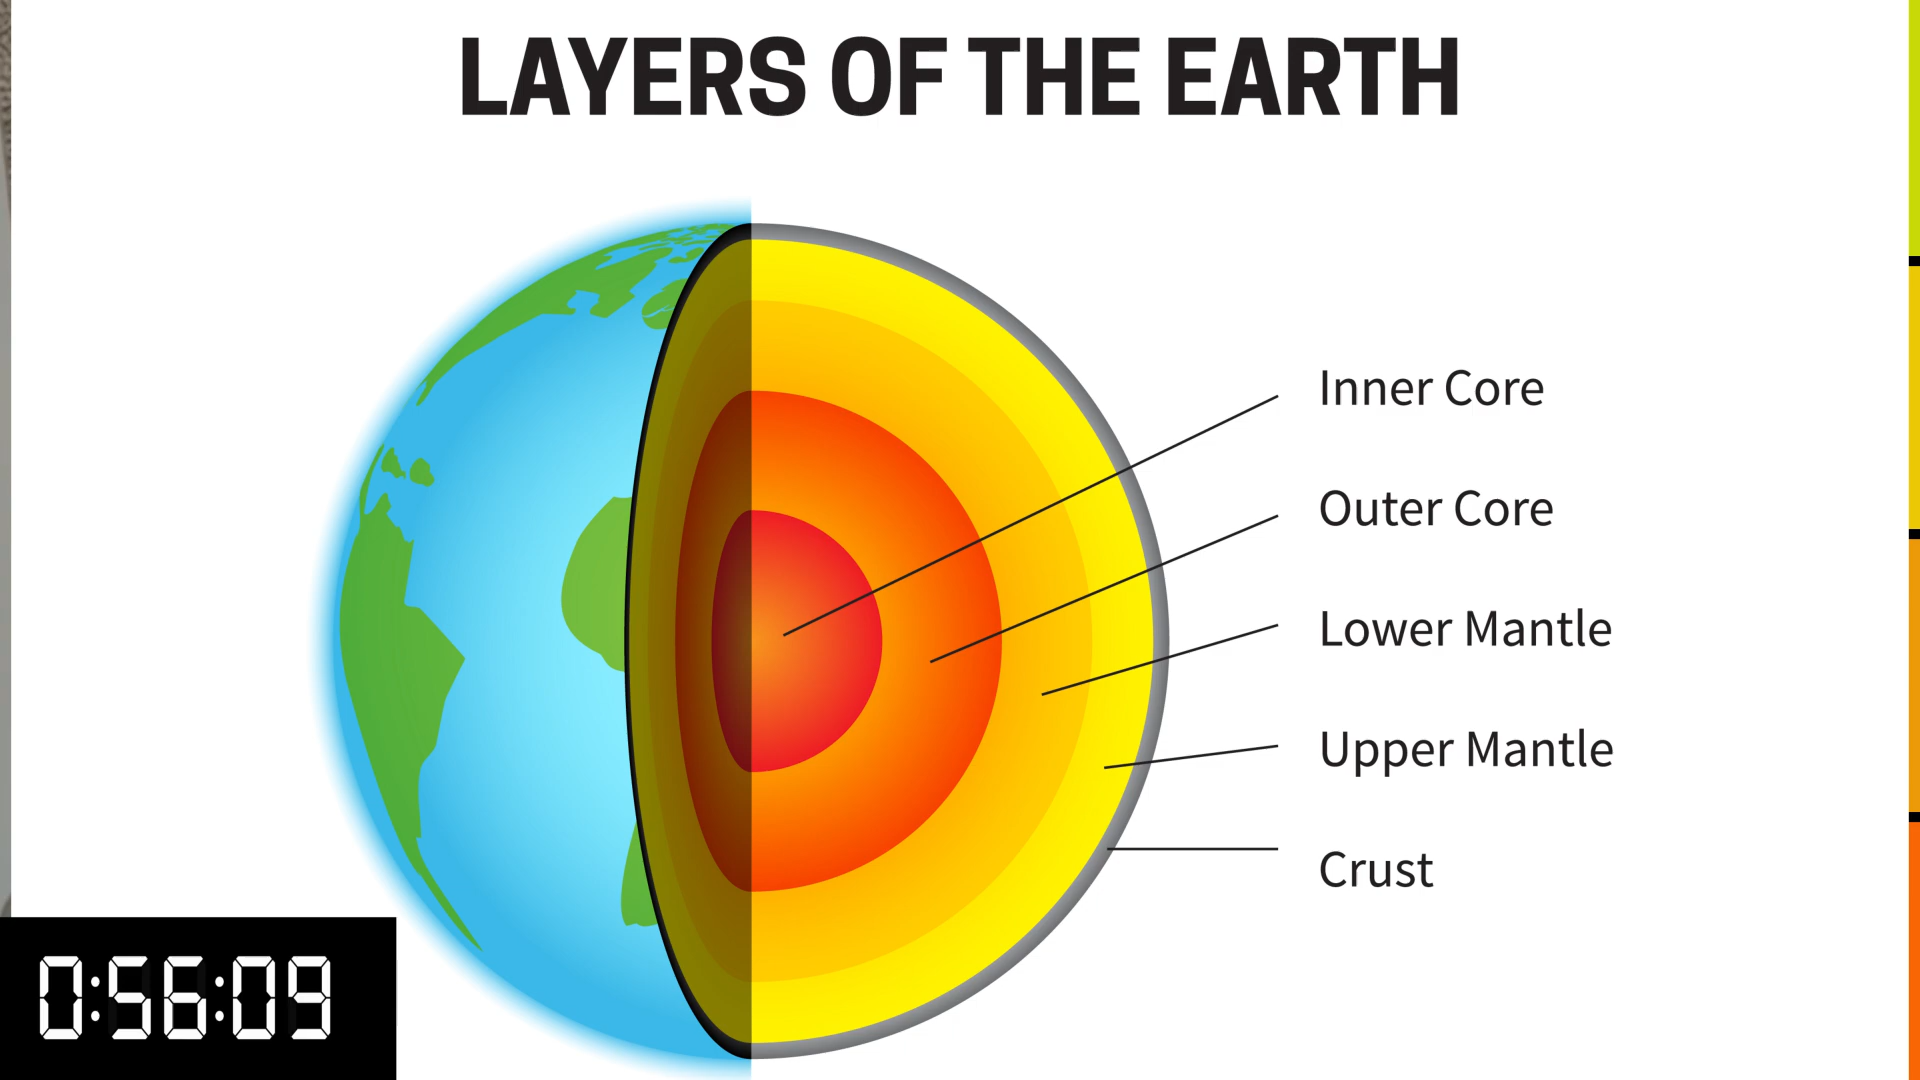 LAYERS OF THE EARTH
Inner Core
Outer Core
Lower Mantle
Upper Mantle
Crust
0:56:09